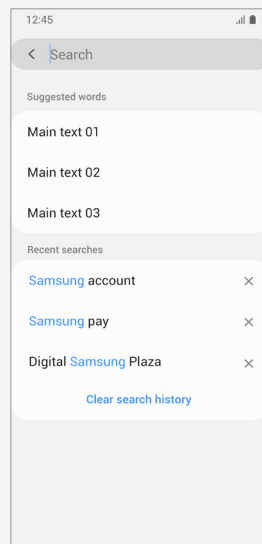 12:45
Search
Suggested words
Main text 01
Main text 02
Main text 03
Recent searches
Samsung account
Samsung pay
Digital Samsung Plaza
Clear search history